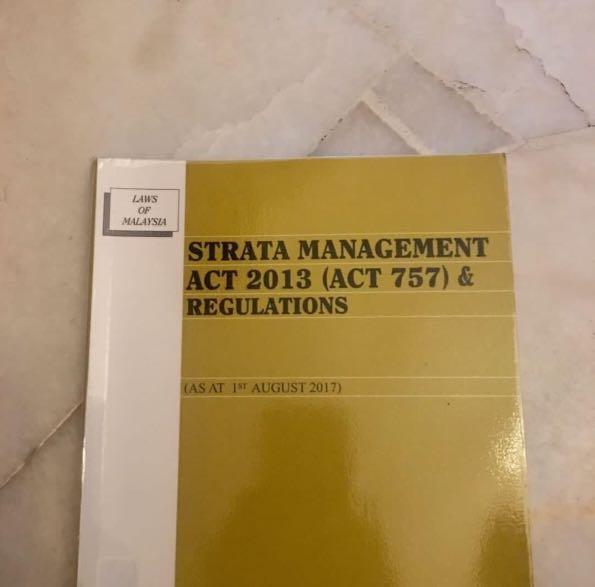 LAWS
OF
MALAYSIA
STRATA MANAGEMENT
ACT 2013 (ACT 757) &
REGULATIONS
(AS AT 1ST AUGUST 2017)